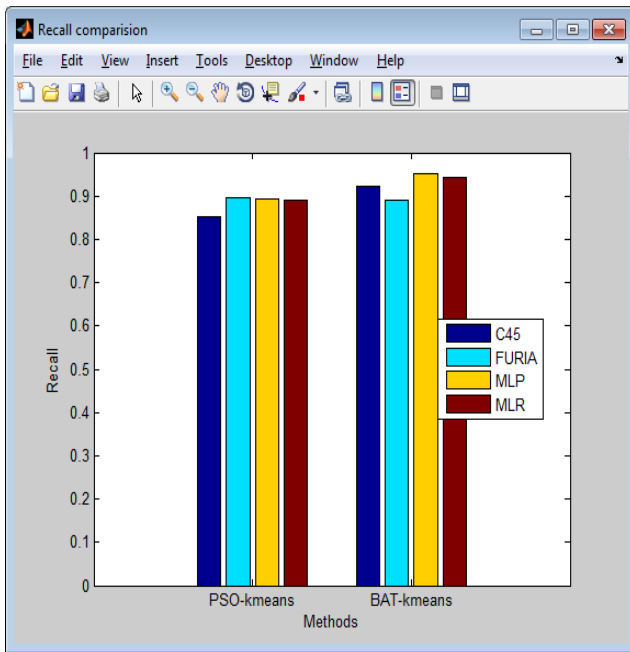 Recall comparision
File Edit View Insert Tools Desktop Window Help
1
0.9
0.8
0.7
0.6
0.5
0.4
0.3
0.2
0.1
0
Recall
C45
FURIA
MLP
MLR
PSO-kmeans BAT-kmeans
Methods